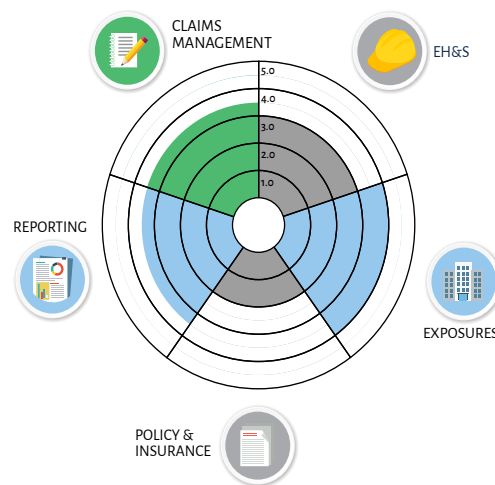 CLAIMS
MANAGEMENT
EH&S
5.0
4.0
3.0
2.0
1.0
REPORTING
EXPOSURES
POLICY &
INSURANCE